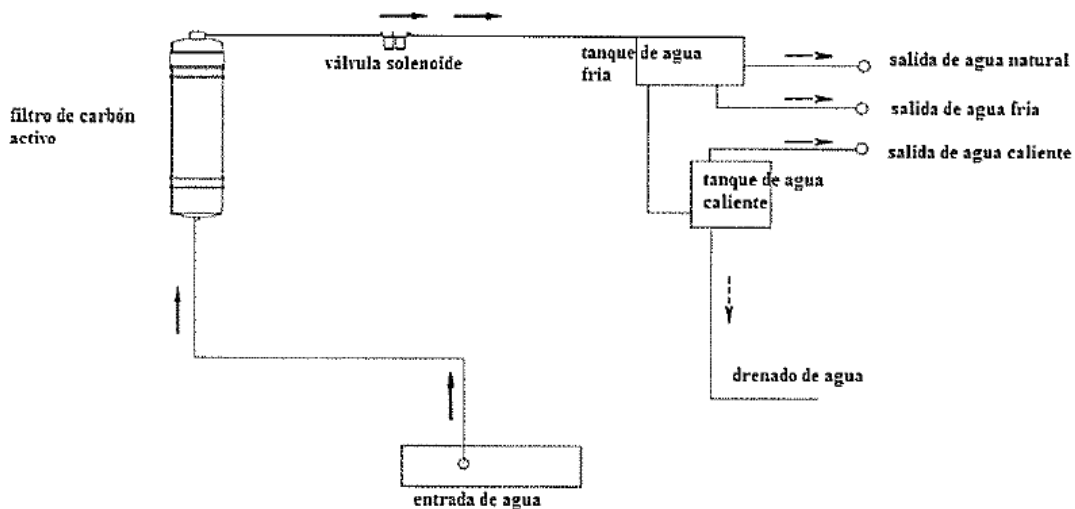 válvula solenoide
tanque de agua
fria
salida de agua natural
salida de agua fría
salida de agua caliente
filtro de carbón
activo
tanque de agua
caliente
drenado de agua
entrada de agua